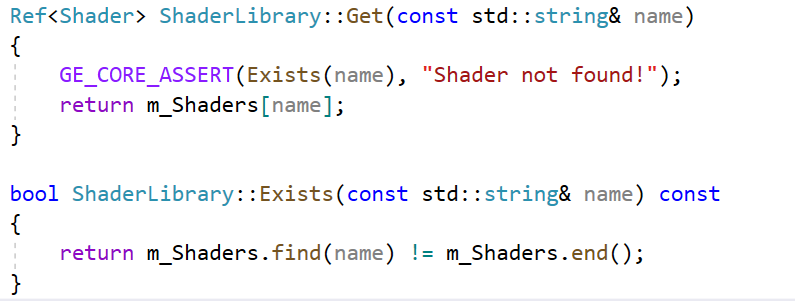 Ref<Shader> ShaderLibrary::Get(const std::string& name)
{
    GE_CORE_ASSERT(Exists(name), "Shader not found!");
    return m_Shaders[name];
}

bool ShaderLibrary::Exists(const std::string& name) const
{
    return m_Shaders.find(name) != m_Shaders.end();
}